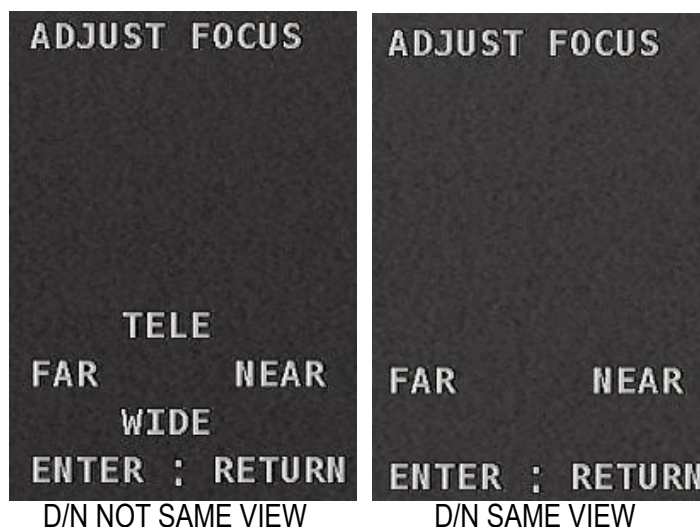 ADJUST FOCUS
TELE
FAR NEAR
WIDE
ENTER : RETURN
D/N NOT SAME VIEW
ADJUST FOCUS
FAR NEAR
ENTER : RETURN
D/N SAME VIEW